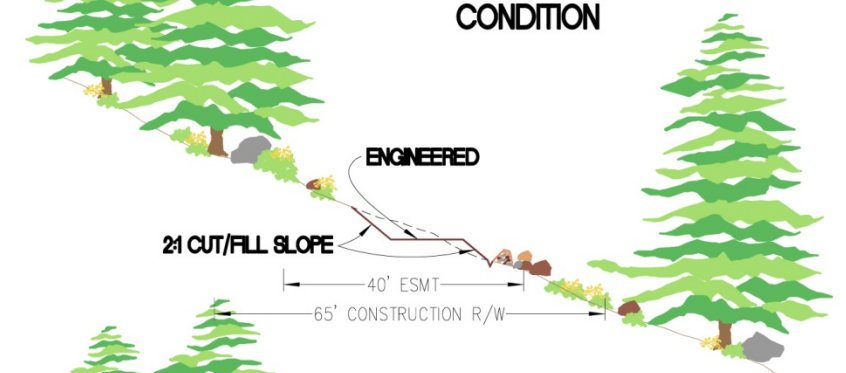 CONDITION
ENGINEERED
2:1 CUT/FILL SLOPE
40' ESMT
65' CONSTRUCTION R/W